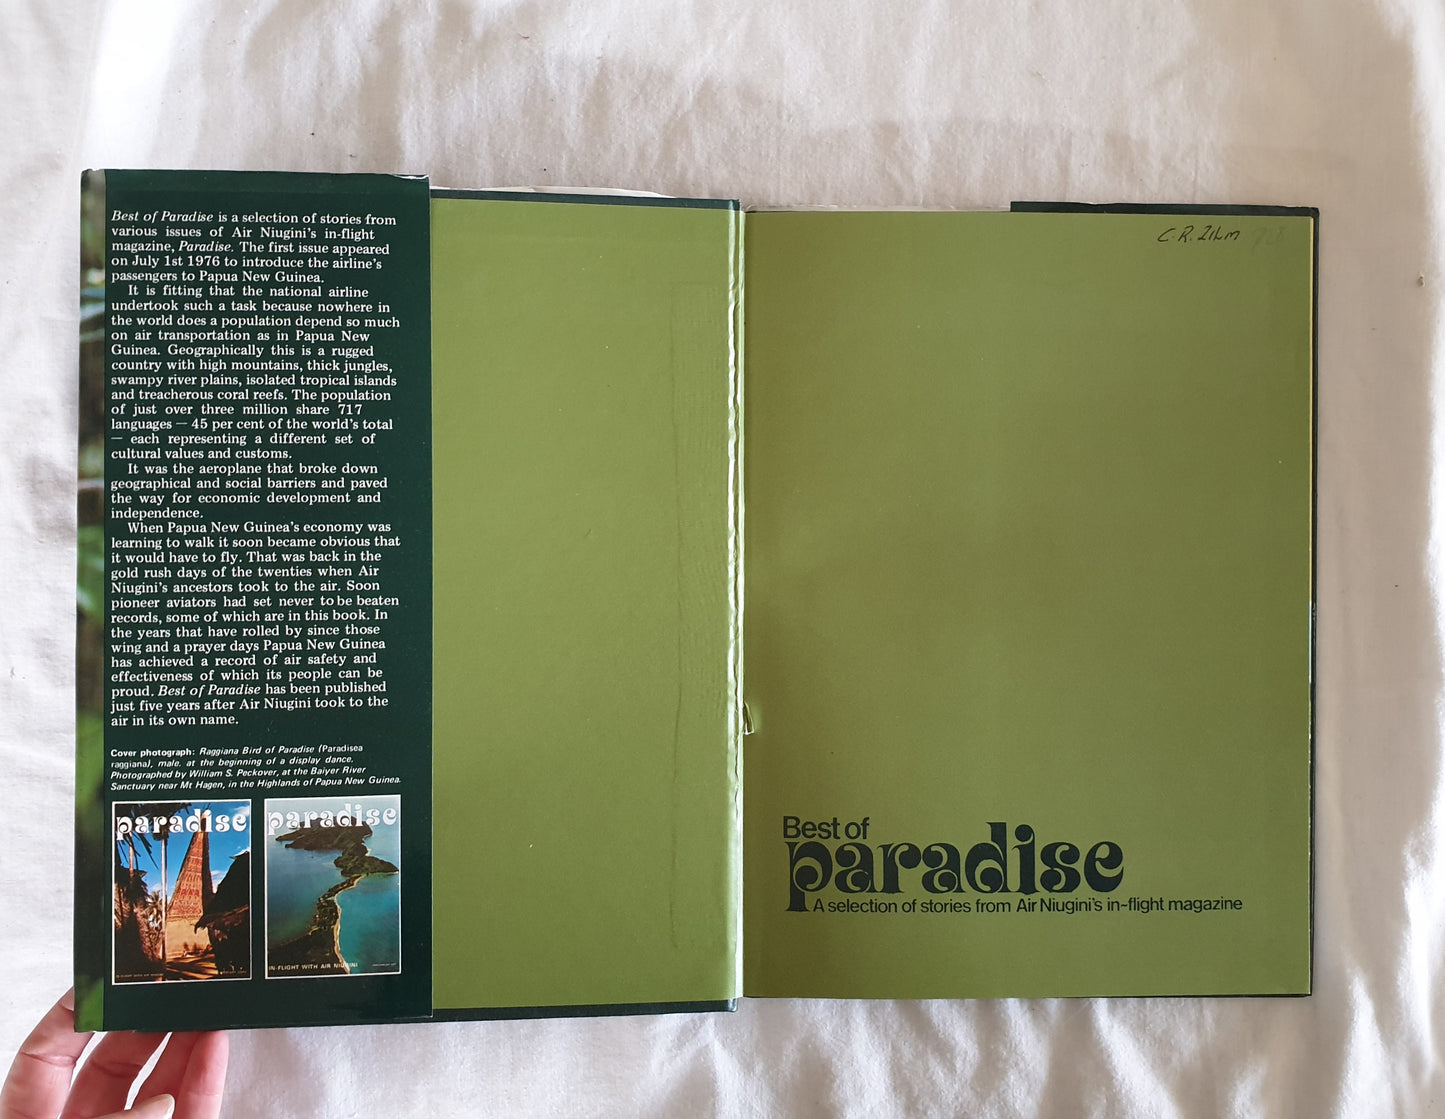 Best of Paradise is a selection of stories from
various issues of Air Niugini's in-flight
magazine, Paradise. The first issue appeared
on July 1st 1976 to introduce the airline's
passengers to Papua New Guinea.
It is fitting that the national airline
undertook such a task because nowhere in
the world does a population depend so much
on air transportation as in Papua New
Guinea. Geographically this is a rugged
country with high mountains, thick jungles,
swampy river plains, isolated tropical islands
and treacherous coral reefs. The population
of just over three million share 717
languages — 45 per cent of the world's total
— each representing a different set of
cultural values and customs.
It was the aeroplane that broke down
geographical and social barriers and paved
the way for economic development and
independence.
When Papua New Guinea's economy was
learning to walk it soon became obvious that
it would have to fly. That was back in the
gold rush days of the twenties when Air
Niugini's ancestors took to the air. Soon
pioneer aviators had set never to be beaten
records, some of which are in this book. In
the years that have rolled by since those
wing and a prayer days Papua New Guinea
has achieved a record of air safety and
effectiveness of which its people can be
proud. Best of Paradise has been published
just five years after Air Niugini took to the
air in its own name.
Cover photograph: Raggiana Bird of Paradise (Paradisea
raggiana), male. at the beginning of a display dance.
Photographed by William S. Peckover, at the Baiyer River
Sanctuary near Mt Hagen, in the Highlands of Papua New Guinea.
paradise
paradise
IN-FLIGHT WITH AIR NIUGINI
C.R.
Best of
paradise
A selection of stories from Air Niugini's in-flight magazine